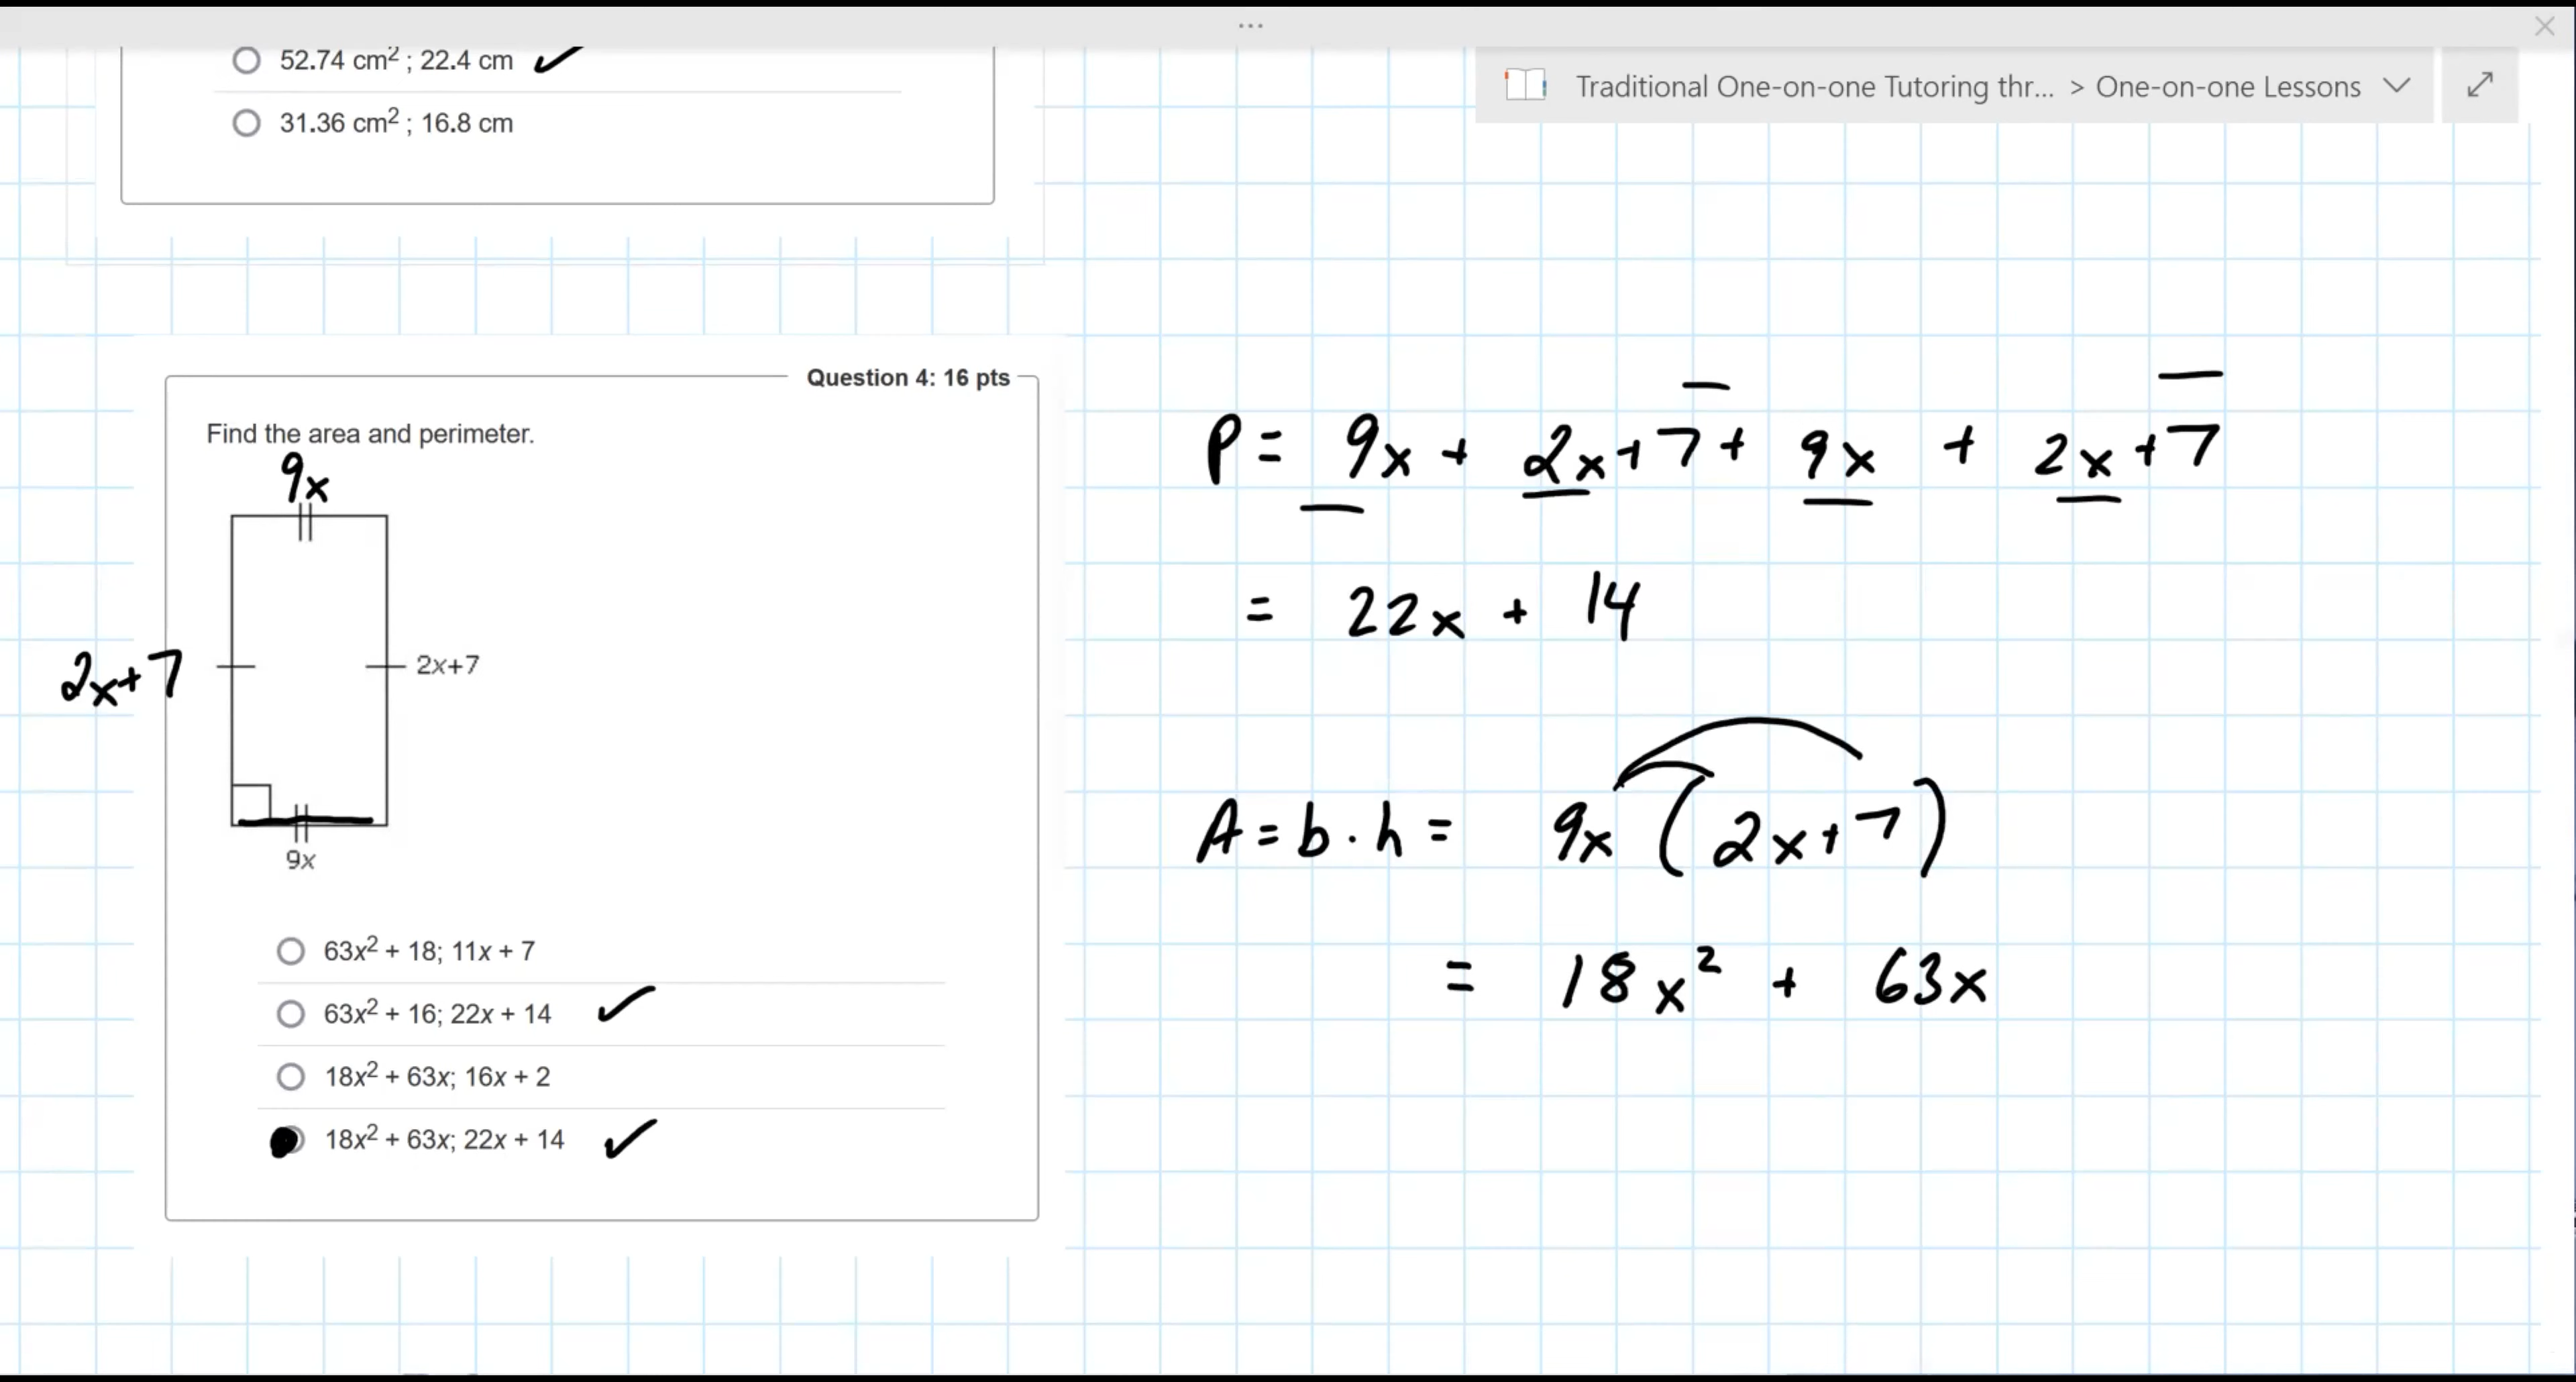 ...
52.74 cm² ; 22.4 cm
31.36 cm² ; 16.8 cm
Traditional One-on-one Tutoring thr... > One-on-one Lessons
Question 4: 16 pts
Find the area and perimeter.
9x
2x+7
2x+7
9x
63x² + 18; 11x + 7
63x² + 16; 22x + 14
18x² + 63x; 16x + 2
18x² + 63x; 22x + 14
P = 9x + 2x+7+ 9x + 2x+7
= 22x + 14
A = b · h = 9x (2x+7)
= 18x² + 63x